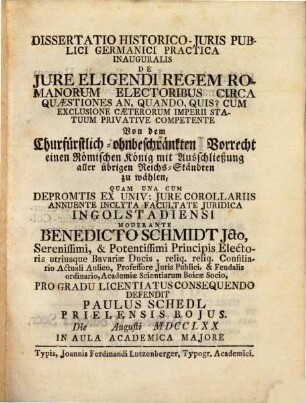 DISSERTATIO HISTORICO-JURIS PUB-
LICI GERMANICI PRACTICA
INAUGURALIS
DE
JURE ELIGENDI REGEM RO-
MANORUM ELECTORIBUS CIRCA
QUÆSTIONES AN, QUANDO, QUIS? CUM
EXCLUSIONE CÆTERORUM IMPERII STA-
TUUM PRIVATIVE COMPETENTE
Von dem
Churfürstlich-ohnbeschränkten Vorrecht
einen Römischen König mit Ausschließung
aller übrigen Reichs-Ständten
zu wählen,
QUAM UNA CUM
DEPROMTIS EX UNIV: JURE COROLLARIIS
ANNUENTE INCLYTA FACULTATE JURIDICA
INGOLSTADIENSI
MODERANTE
BENEDICTO SCHMIDT Jcto,
Serenissimi, & Potentissimi Principis Electo-
ris utriusque Bavariæ Ducis, reliq. reliq. Consilia-
rio Actuali Aulico, Professore Juris Publici, & Feudalis
ordinario, Academiæ Scientiarum Boicæ Socio,
PRO GRADU LICENTIATUS CONSEQUENDO
DEFENDIT
PAULUS SCHEDL
PRIELENSIS BOJUS.
Die Augusti MDCCLXX
IN AULA ACADEMICA MAJORE
Typis, Joannis Ferdinandi Lutzenberger, Typogr. Academici.